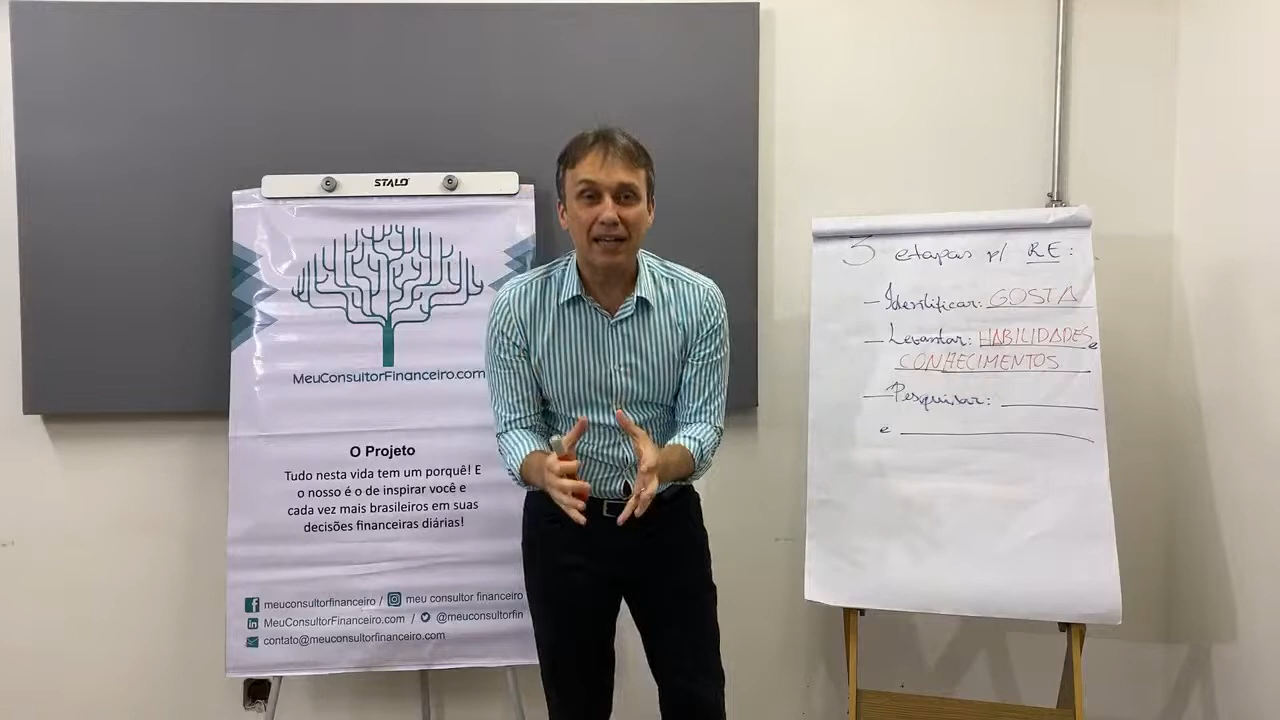 STALO
MeuConsultorFinanceiro.com
O Projeto
Tudo nesta vida tem um porquê! E
o nosso é o de inspirar você e
cada vez mais brasileiros em suas
decisões financeiras diárias!
meuconsultorfinanceiro / meu consultor financeiro
MeuConsultorFinanceiro.com / @meuconsultorfin
contato@meuconsultorfinanceiro.com
3 etapas p/ RE:
- Identificar: GOSTA
- Levantar: HABILIDADES e
CONHECIMENTOS
- Pesquisar:
e